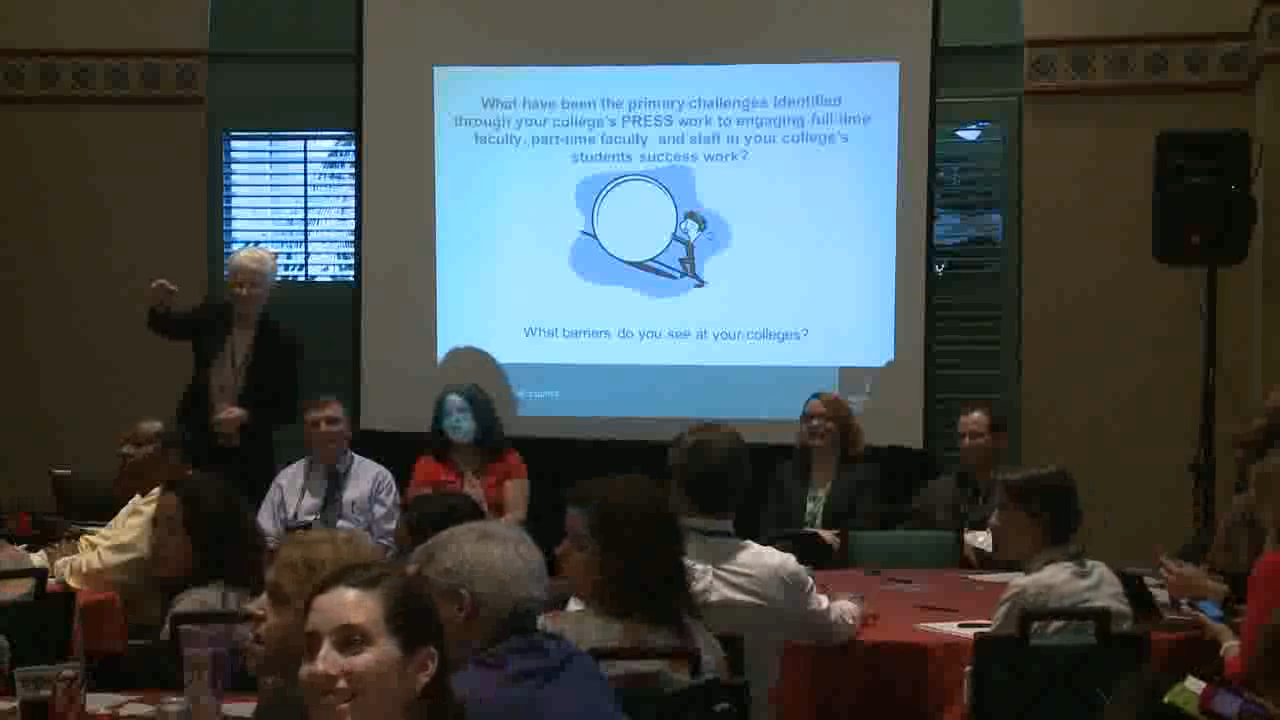 What have been the primary challenges identified
through your college's PRESS work to engaging full-time
faculty, part-time faculty and staff in your college's
students success work?
What barriers do you see at your colleges?